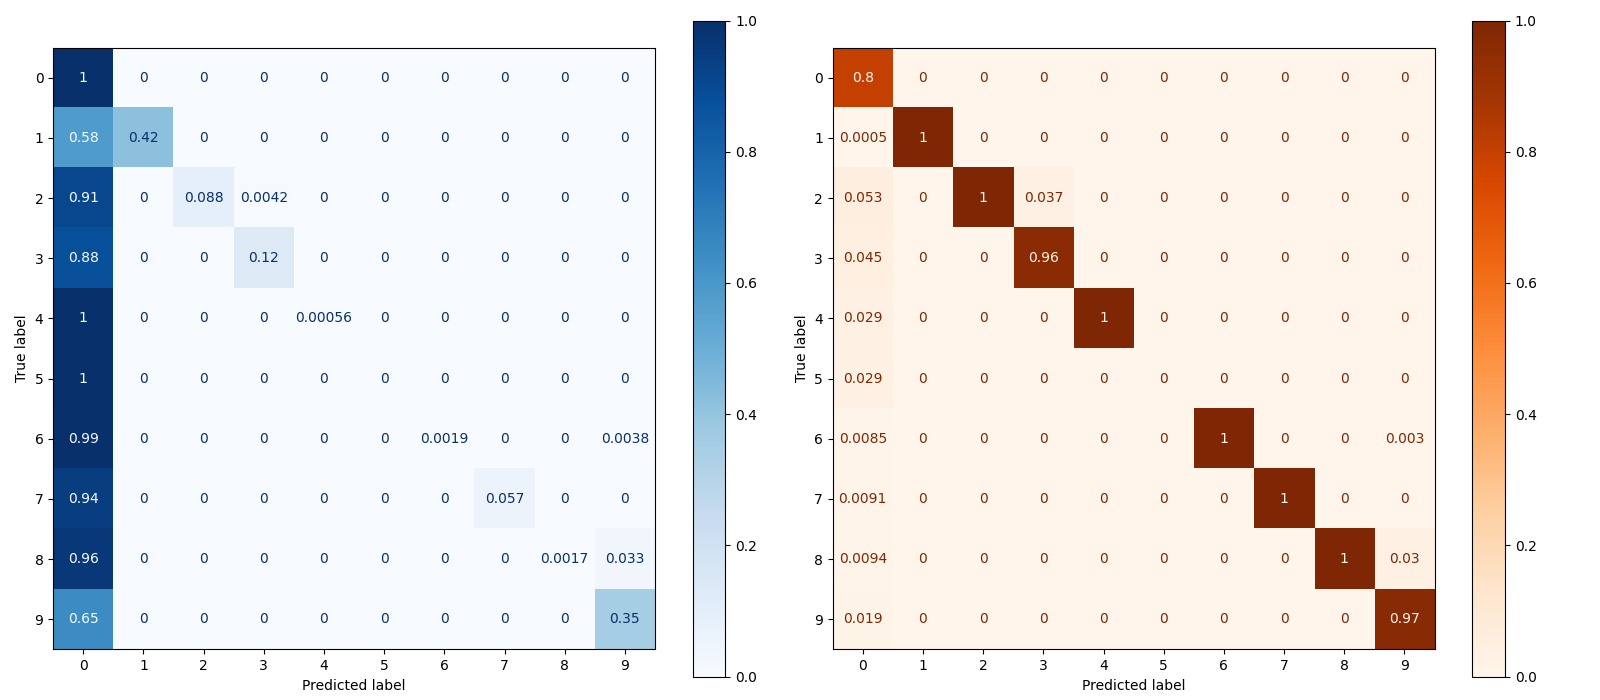 1.0
1.0
0 1 0 0 0 0 0 0 0 0 0
0 0.8 0 0 0 0 0 0 0 0 0
1 0.58 0.42 0 0 0 0 0 0 0 0
1 0.0005 1 0 0 0 0 0 0 0 0
0.8
0.8
2 0.91 0 0.088 0.0042 0 0 0 0 0 0
2 0.053 0 1 0.037 0 0 0 0 0 0
3 0.88 0 0 0.12 0 0 0 0 0 0
3 0.045 0 0 0.96 0 0 0 0 0 0
0.6
0.6
4 1 0 0 0 0.00056 0 0 0 0 0
4 0.029 0 0 0 1 0 0 0 0 0
True label
True label
5 1 0 0 0 0 0 0 0 0 0
5 0.029 0 0 0 0 0 0 0 0 0
0.4
0.4
6 0.99 0 0 0 0 0 0.0019 0 0 0.0038
6 0.0085 0 0 0 0 0 1 0 0 0.003
7 0.94 0 0 0 0 0 0 0.057 0 0
7 0.0091 0 0 0 0 0 0 1 0 0
0.2
0.2
8 0.96 0 0 0 0 0 0 0 0.0017 0.033
8 0.0094 0 0 0 0 0 0 0 1 0.03
9 0.65 0 0 0 0 0 0 0 0 0.35
9 0.019 0 0 0 0 0 0 0 0 0.97
0 1 2 3 4 5 6 7 8 9
0 1 2 3 4 5 6 7 8 9
0.0
0.0
Predicted label
Predicted label